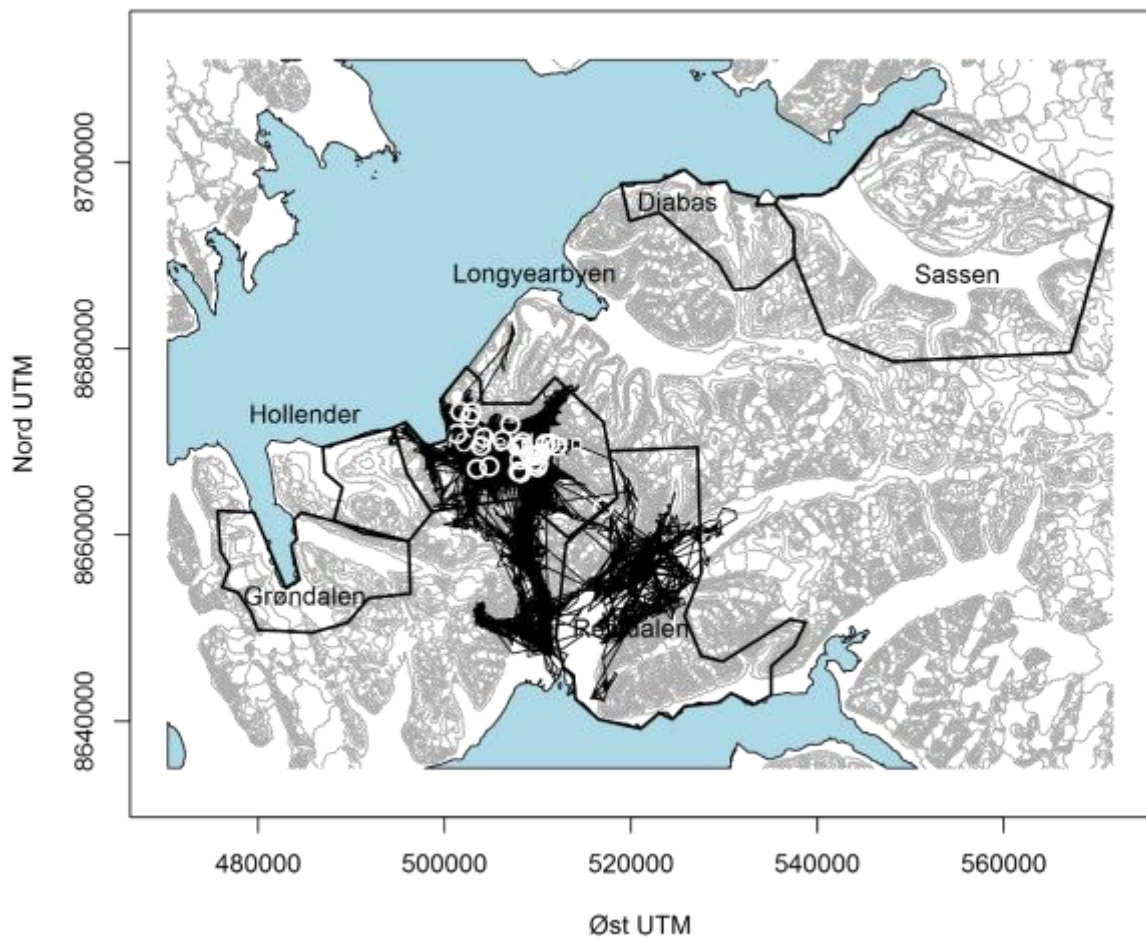 8700000
Diabas
Longyearbyen
Sassen
8680000
Hollender
Nord UTM
8660000
Grøndalen
8640000
480000 500000 520000 540000 560000
Øst UTM